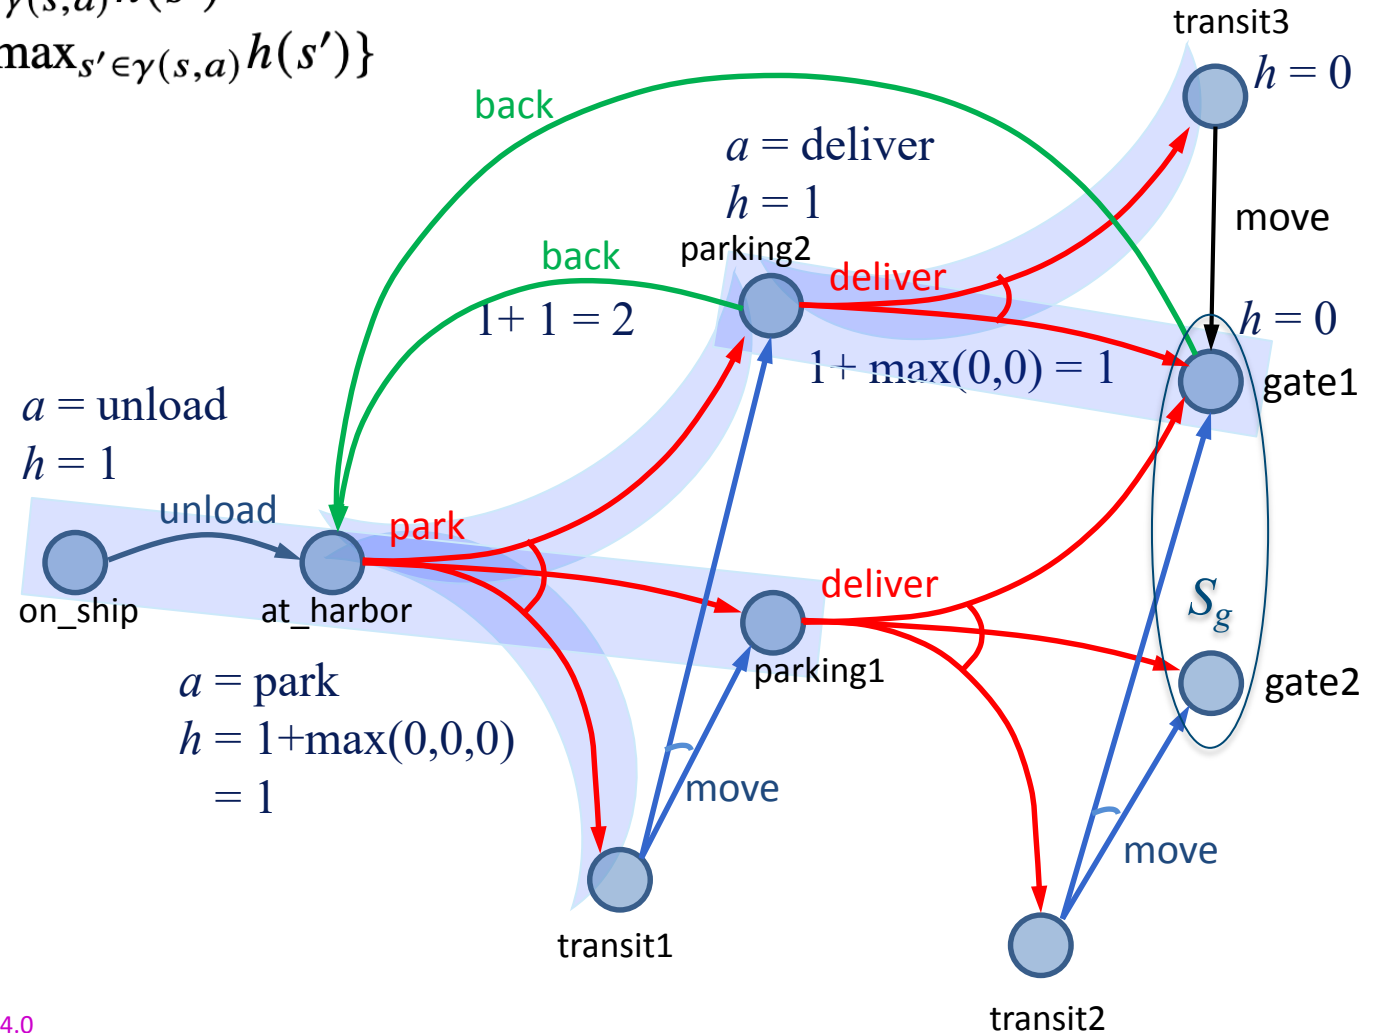 γ(s,a)
max_{s′∈γ(s,a)} h(s′)}
transit3
h = 0
back
a = deliver
h = 1
move
parking2
back
deliver
1+ 1 = 2
h = 0
1+ max(0,0) = 1
gate1
a = unload
h = 1
unload
park
deliver
on_ship
at_harbor
S_g
parking1
gate2
a = park
h = 1+max(0,0,0)
= 1
move
move
transit1
transit2
4.0